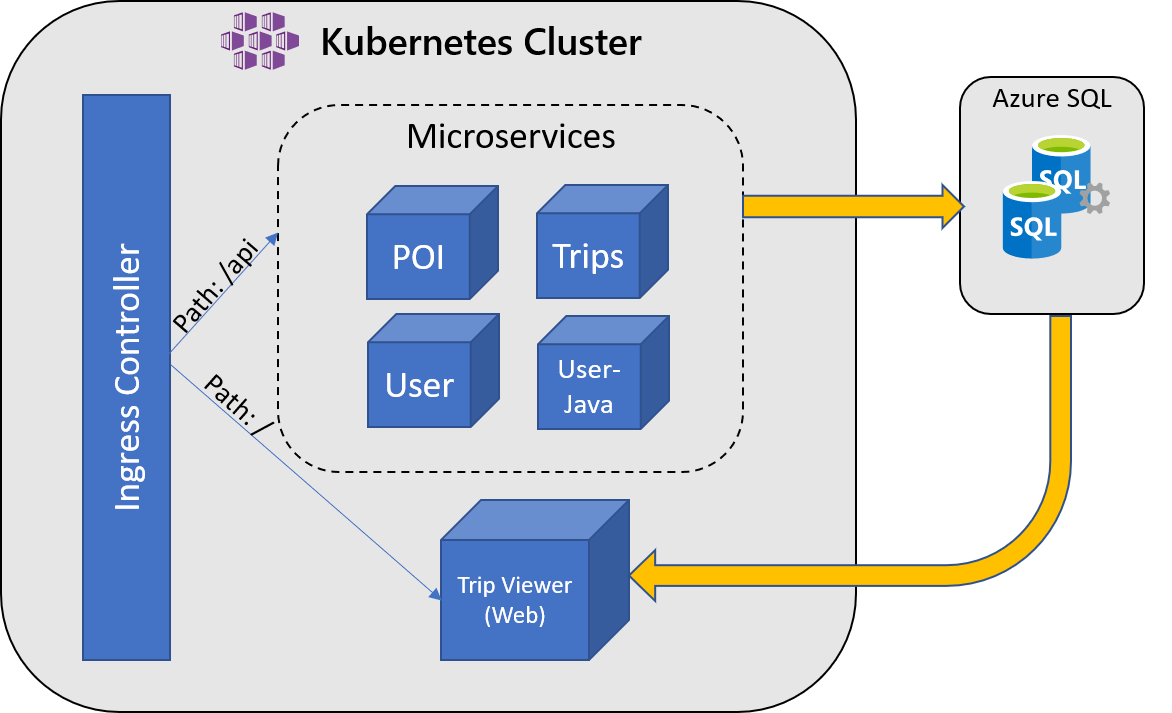 Kubernetes Cluster
Azure SQL
Microservices
SQL
SQL
POI
Trips
Path: /api
Ingress Controller
User
User-
Java
Path: /
Trip Viewer
(Web)